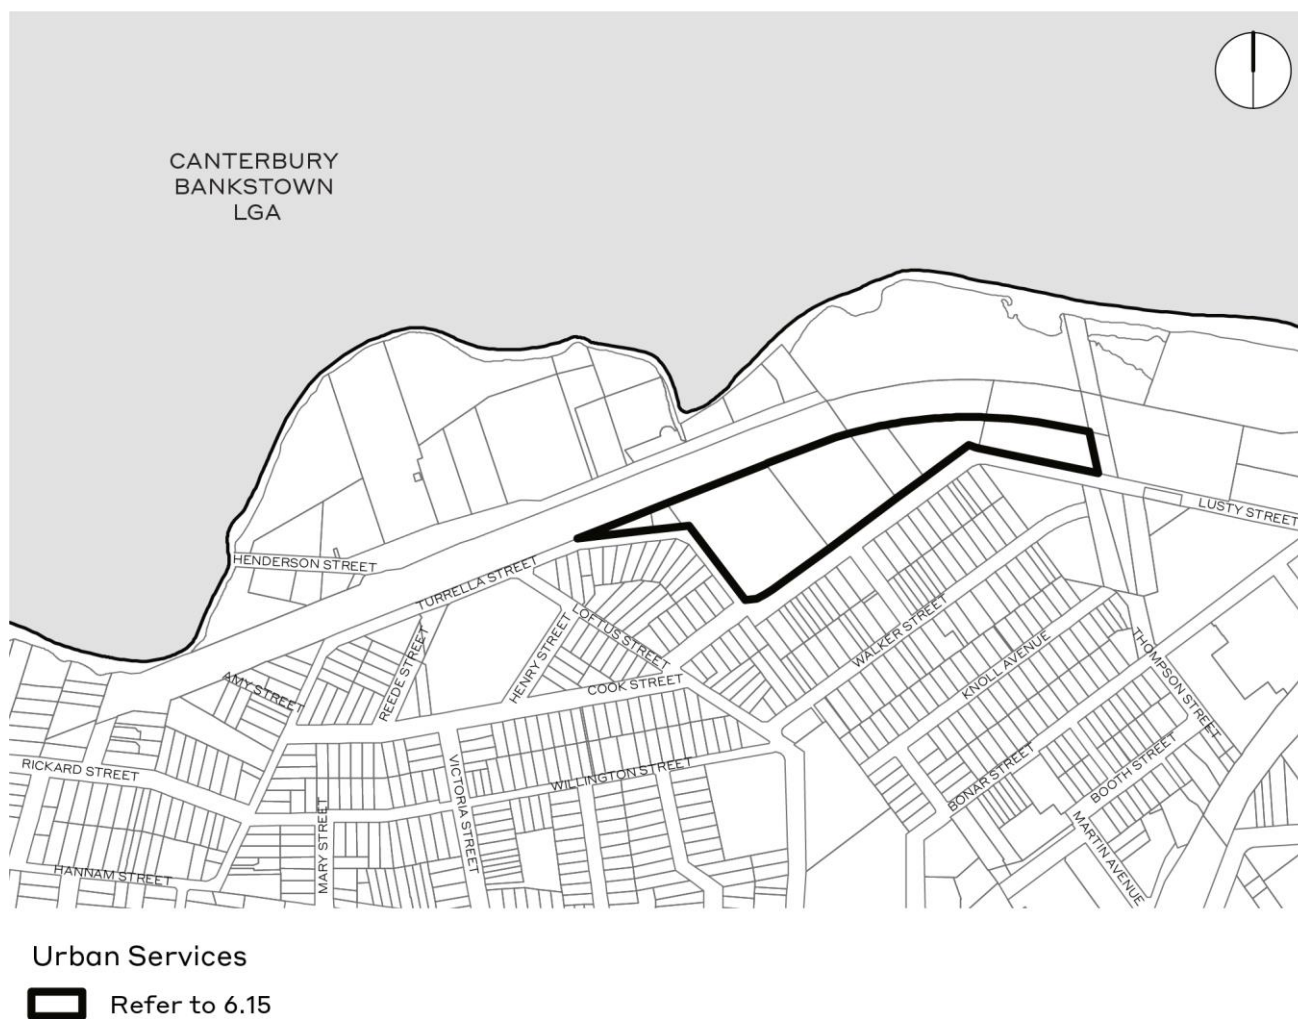 CANTERBURY
BANKSTOWN
LGA
LUSTY STREET
HENDERSON STREET
TURRELLA STREET
LOFTUS STREET
WALKER STREET
REEDE STREET
HENRY STREET
KNOLL AVENUE
THOMPSON STREET
AMY STREET
COOK STREET
RICKARD STREET
VICTORIA STREET
WILLINGTON STREET
BONAR STREET
BOOTH STREET
MARY STREET
MARTIN AVENUE
HANNAM STREET
Urban Services
Refer to 6.15